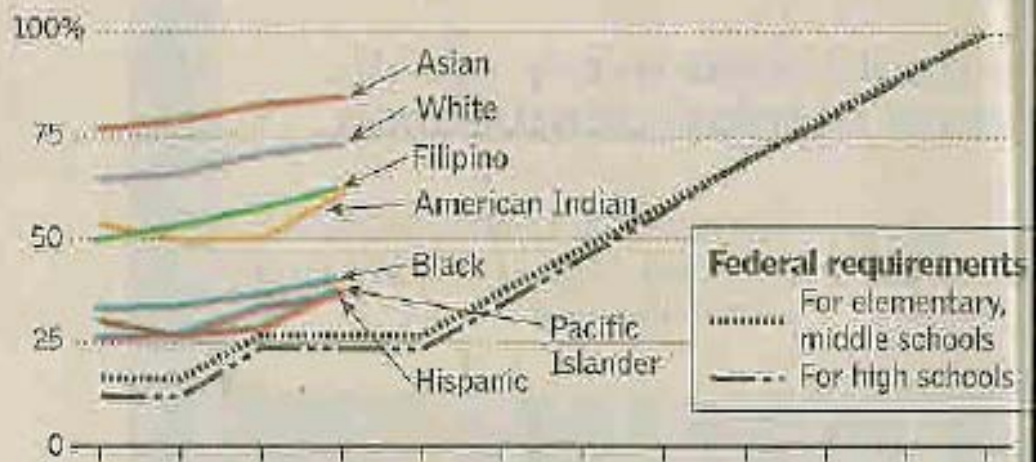 100%
Asian
White
75
Filipino
American Indian
50
Black
Federal requirements
For elementary,
middle schools
For high schools
25
Pacific
Islander
Hispanic
0